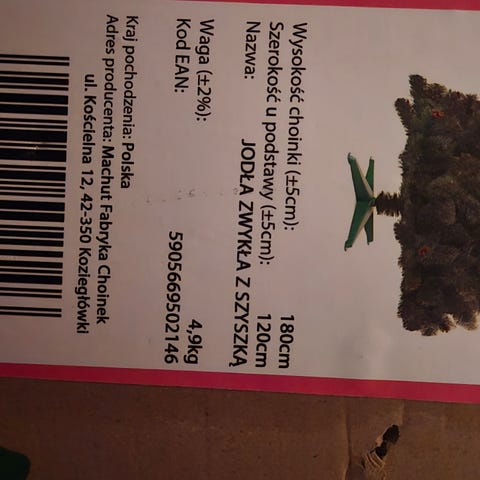 Wysokość choinki (±5cm): 180cm
Szerokość u podstawy (±5cm): 120cm
Nazwa: JODŁA ZWYKŁA Z SZYSZKĄ
Waga (±2%): 4,9kg
Kod EAN: 5905669502146
Kraj pochodzenia: Polska
Adres producenta: Machut Fabryka Choinek
ul. Kościelna 12, 42-350 Koziegłówki